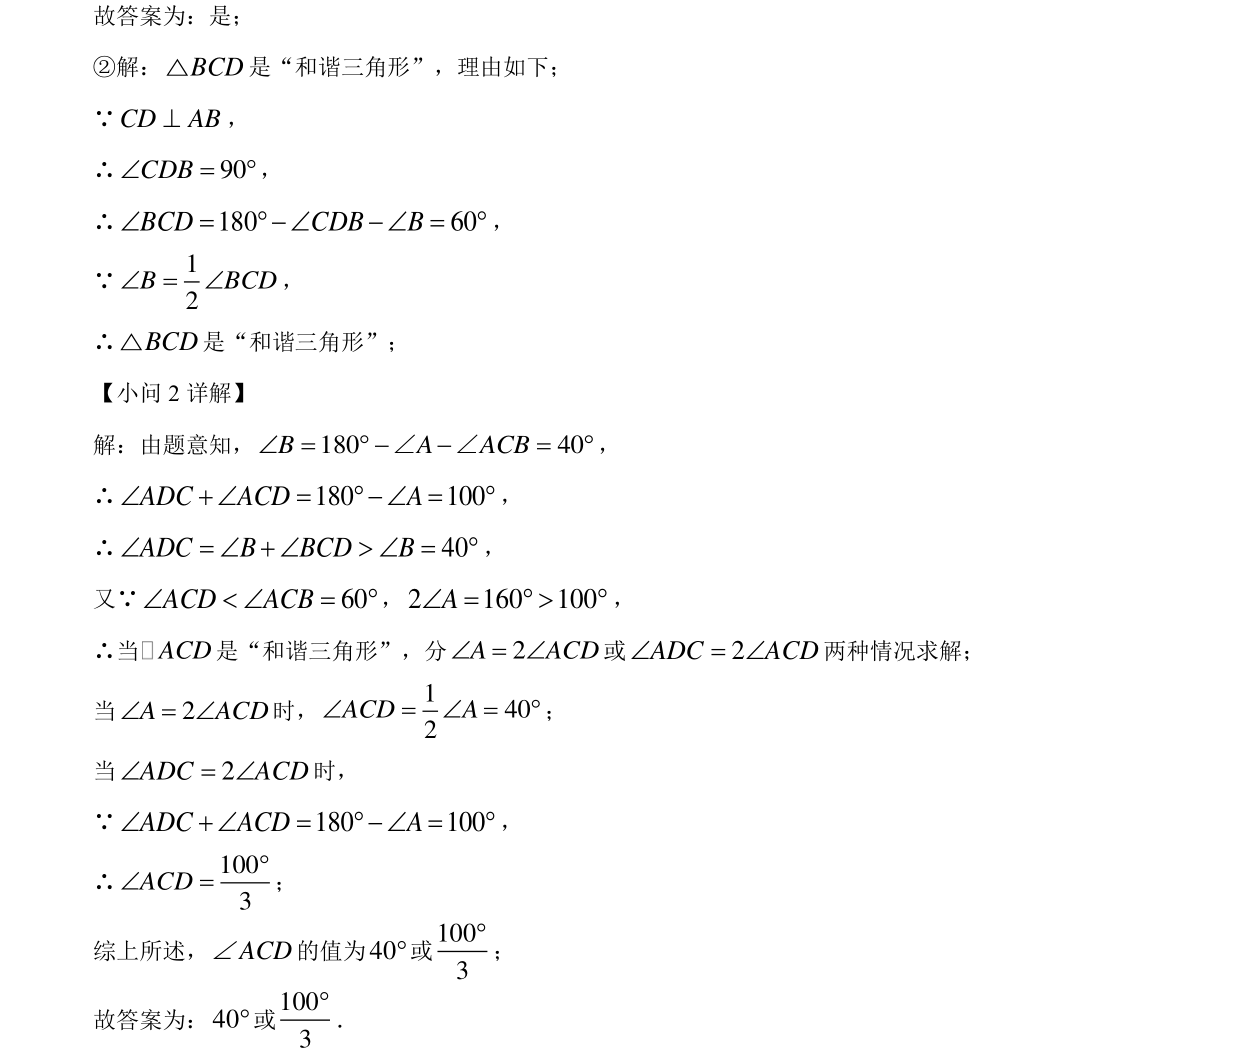 故答案为：是；
②解：△BCD是“和谐三角形”，理由如下；
∵CD⊥AB，
∴∠CDB=90°，
∴∠BCD=180°−∠CDB−∠B=60°，
∵∠B=1/2∠BCD，
∴△BCD是“和谐三角形”；
【小问2详解】
解：由题意知，∠B=180°−∠A−∠ACB=40°，
∴∠ADC+∠ACD=180°−∠A=100°，
∴∠ADC=∠B+∠BCD>∠B=40°，
又∵∠ACD<∠ACB=60°，2∠A=160°>100°，
∴当□ACD是“和谐三角形”，分∠A=2∠ACD或∠ADC=2∠ACD两种情况求解；
当∠A=2∠ACD时，∠ACD=1/2∠A=40°；
当∠ADC=2∠ACD时，
∵∠ADC+∠ACD=180°−∠A=100°，
∴∠ACD=100°/3；
综上所述，∠ACD的值为40°或100°/3；
故答案为：40°或100°/3．